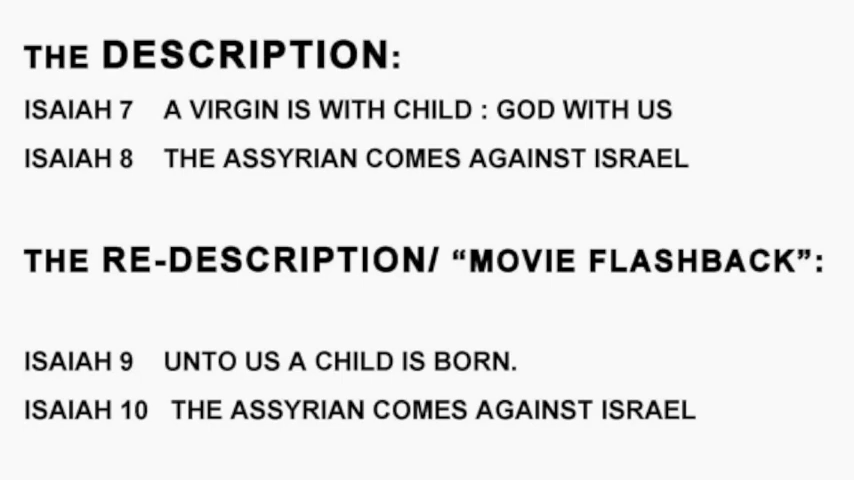 THE DESCRIPTION:
ISAIAH 7 A VIRGIN IS WITH CHILD : GOD WITH US
ISAIAH 8 THE ASSYRIAN COMES AGAINST ISRAEL
THE RE-DESCRIPTION/ “MOVIE FLASHBACK”:
ISAIAH 9 UNTO US A CHILD IS BORN.
ISAIAH 10 THE ASSYRIAN COMES AGAINST ISRAEL